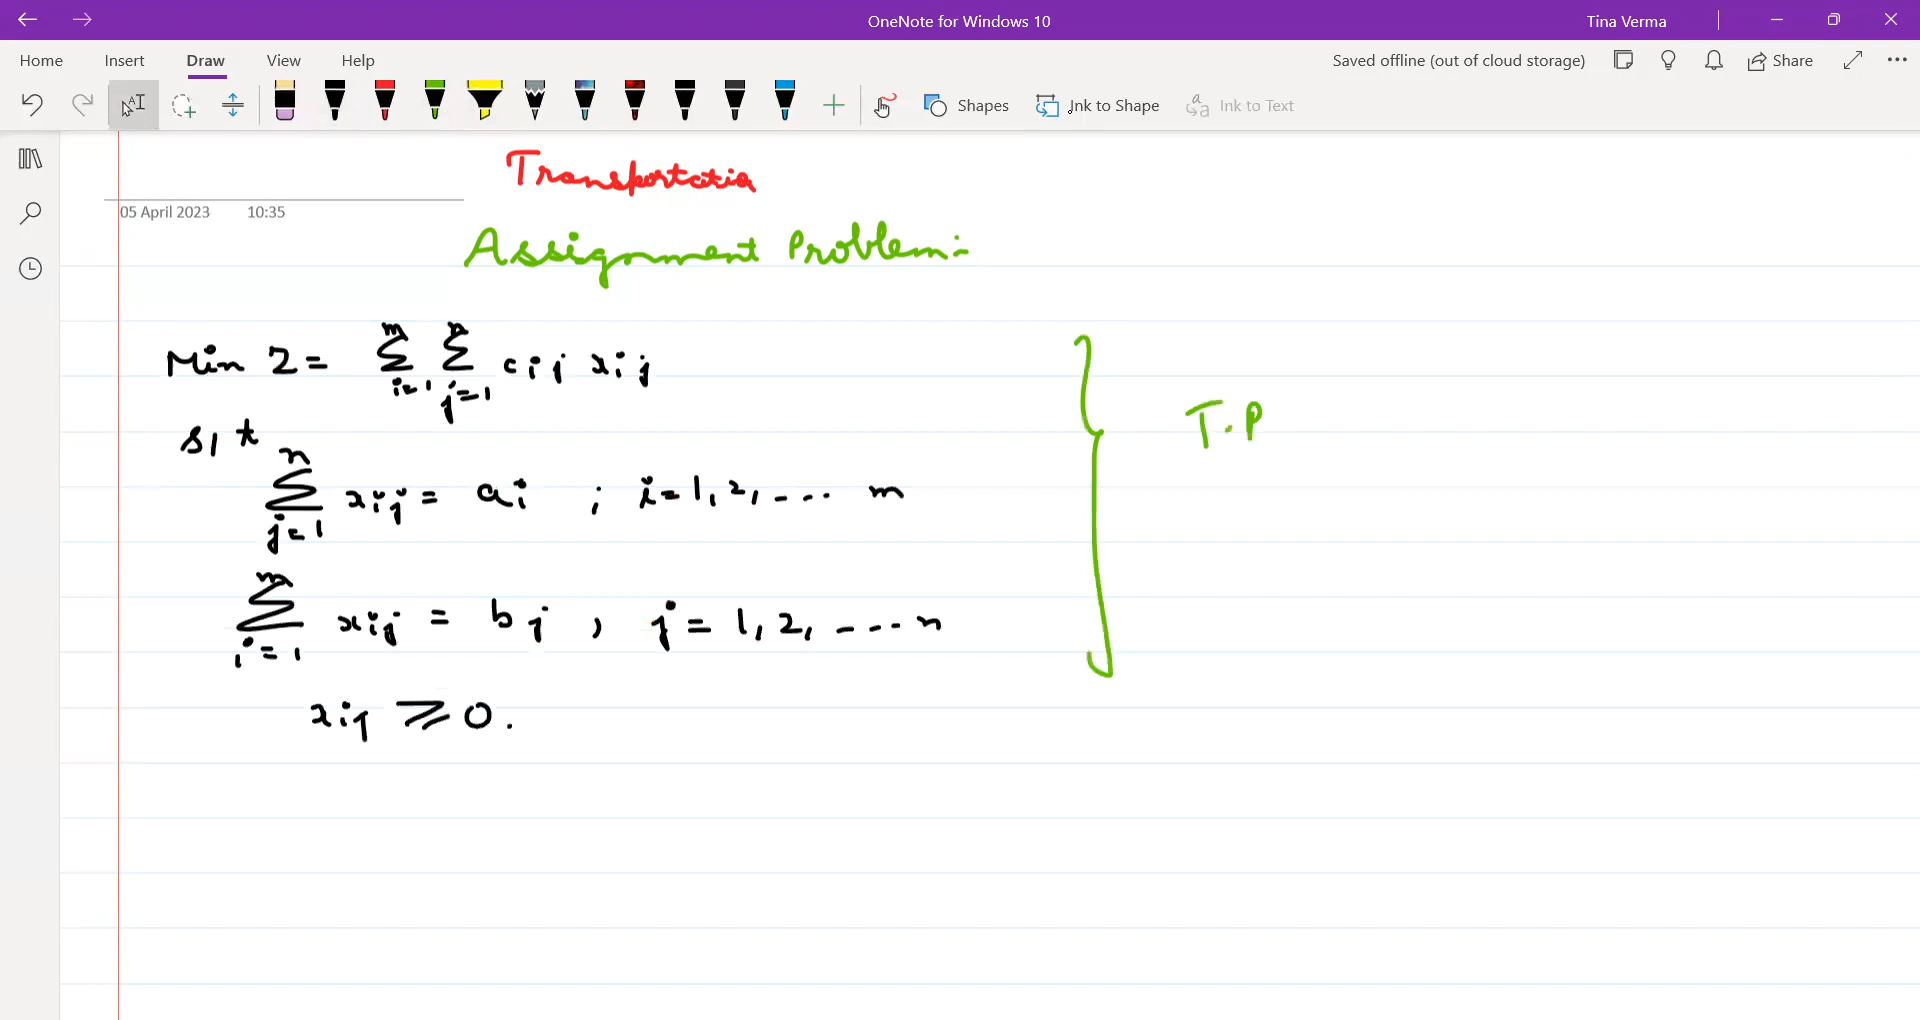 OneNote for Windows 10
Tina Verma
Home Insert Draw View Help
Saved offline (out of cloud storage)
Share
Shapes
Ink to Shape
Ink to Text
Transportation
05 April 2023 10:35
Assignment Problem:-
Min Z = m∑i=1 n∑j=1 cij xij
s,t
n∑j=1 xij = ai ; i=1, 2, ---- m
m∑i=1 xij = bj , j = 1, 2, ---- n
xij ⩾ 0.
T.P